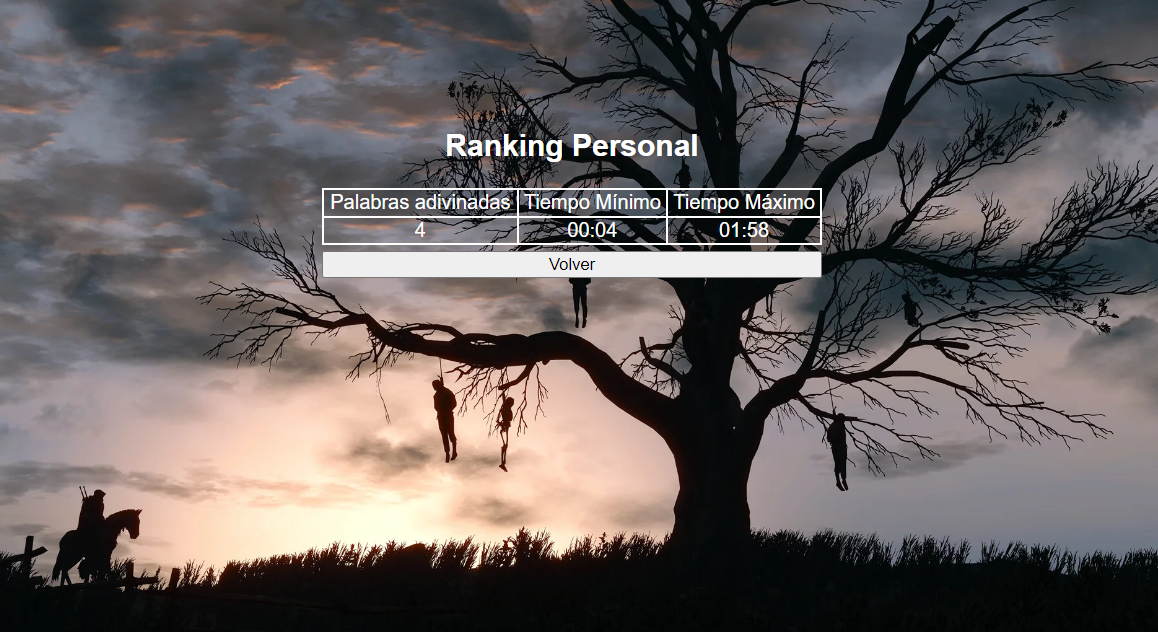 Ranking Personal
Palabras adivinadas Tiempo Mínimo Tiempo Máximo
4 00:04 01:58
Volver